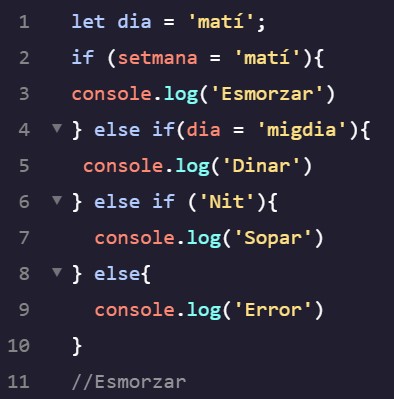 1 let dia = 'matí';
2 if (setmana = 'matí'){
3 console.log('Esmorzar')
4 } else if(dia = 'migdia'){
5 console.log('Dinar')
6 } else if ('Nit'){
7 console.log('Sopar')
8 } else{
9 console.log('Error')
10 }
11 //Esmorzar